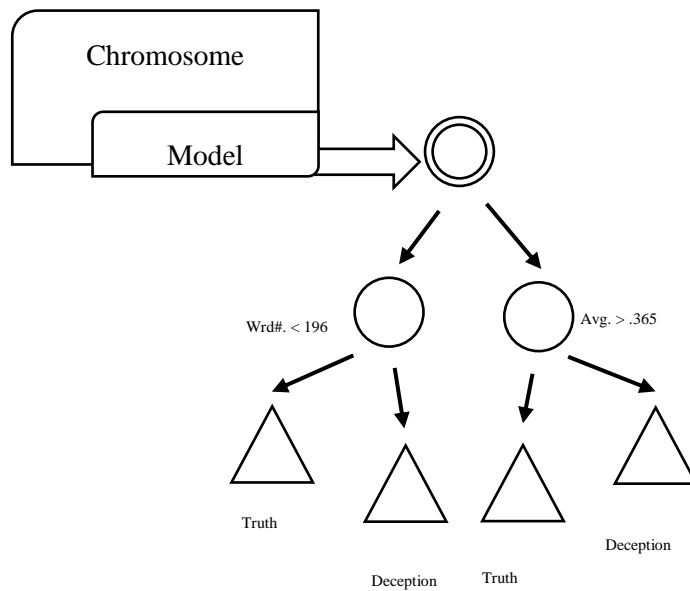 Chromosome
Model
Wrd#. < 196
Avg. > .365
Truth
Deception
Truth
Deception